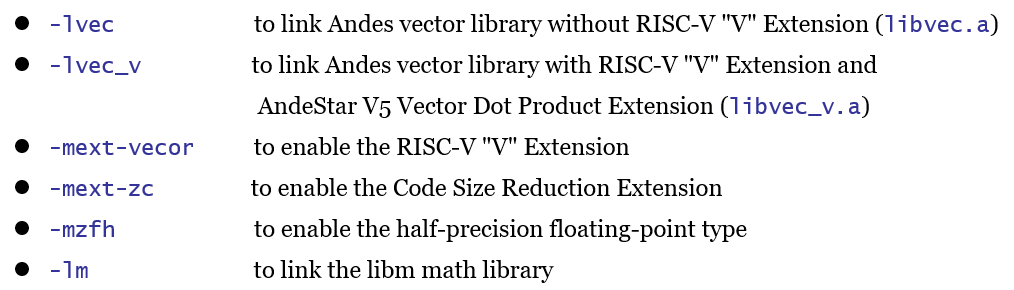 ● -lvec to link Andes vector library without RISC-V "V" Extension (libvec.a)
● -lvec_v to link Andes vector library with RISC-V "V" Extension and
AndeStar V5 Vector Dot Product Extension (libvec_v.a)
● -mext-vecor to enable the RISC-V "V" Extension
● -mext-zc to enable the Code Size Reduction Extension
● -mzfh to enable the half-precision floating-point type
● -lm to link the libm math library